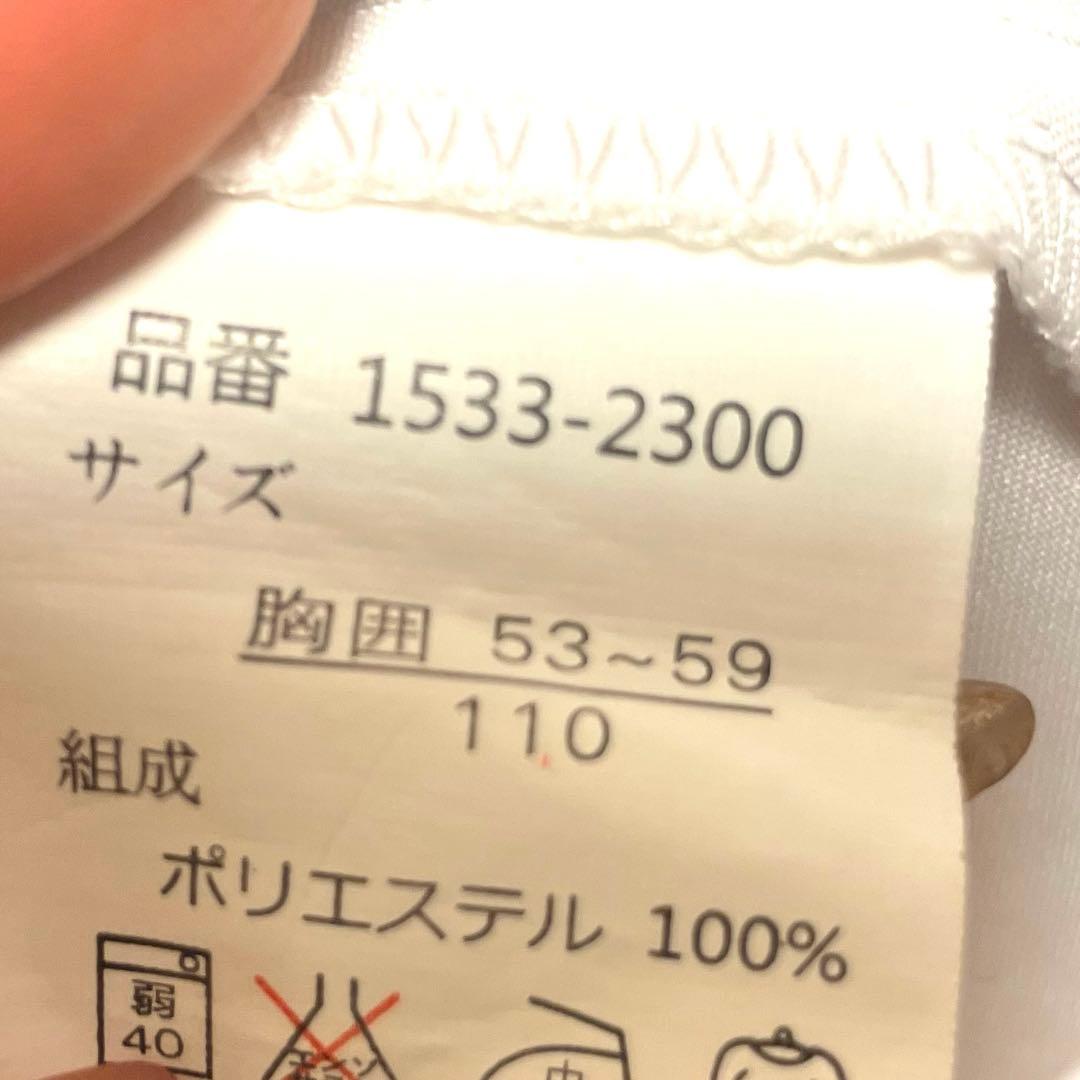 品番 1533-2300
サイズ
胸囲 53~59
110
組成
ポリエステル 100%
弱
40
中